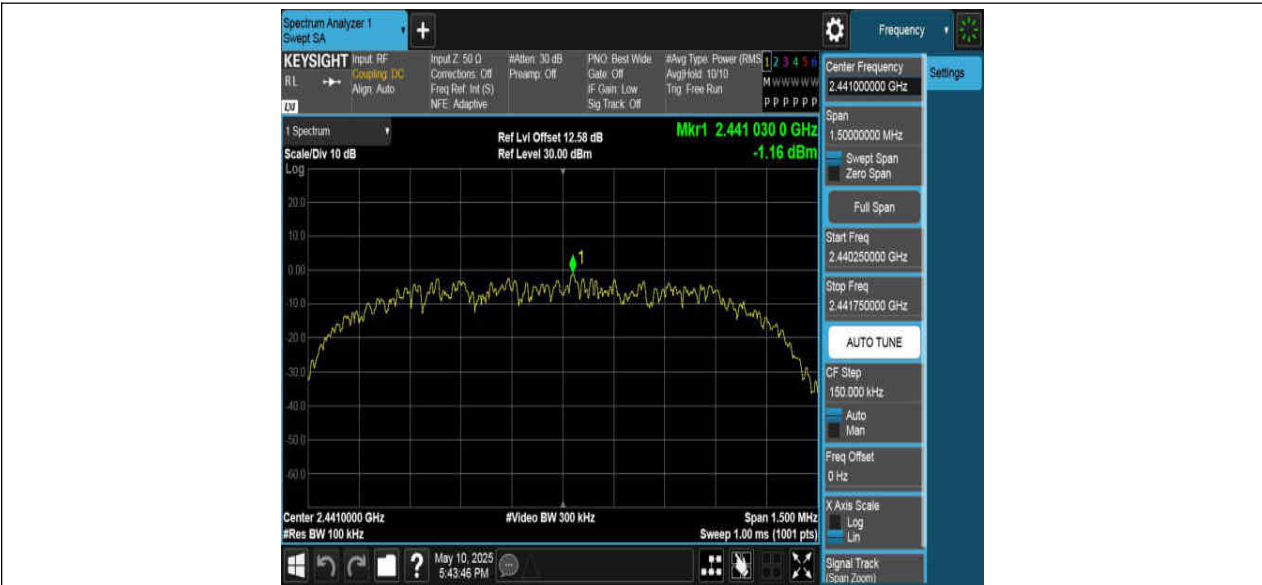 Spectrum Analyzer 1
Swept SA
+
Frequency
KEYSIGHT
RL
LXI
Input: RF
Coupling: DC
Align: Auto
Input Z: 50 Ω
Corrections: Off
Freq Ref: Int (S)
NFE: Adaptive
#Atten: 30 dB
Preamp: Off
PNO: Best Wide
Gate: Off
IF Gain: Low
Sig Track: Off
#Avg Type: Power (RMS
Avg|Hold: 10/10
Trig: Free Run
1 2 3 4 5 6
M W W W W W
P P P P P P
1 Spectrum
Scale/Div 10 dB
Ref Lvl Offset 12.58 dB
Ref Level 30.00 dBm
Mkr1 2.441 030 0 GHz
-1.16 dBm
Log
20.0
10.0
0.00
-10.0
-20.0
-30.0
-40.0
-50.0
-60.0
1
Center 2.4410000 GHz
#Res BW 100 kHz
#Video BW 300 kHz
Span 1.500 MHz
Sweep 1.00 ms (1001 pts)
Center Frequency
2.441000000 GHz
Settings
Span
1.50000000 MHz
Swept Span
Zero Span
Full Span
Start Freq
2.440250000 GHz
Stop Freq
2.441750000 GHz
AUTO TUNE
CF Step
150.000 kHz
Auto
Man
Freq Offset
0 Hz
X Axis Scale
Log
Lin
Signal Track
(Span Zoom)
?
May 10, 2025
5:43:46 PM